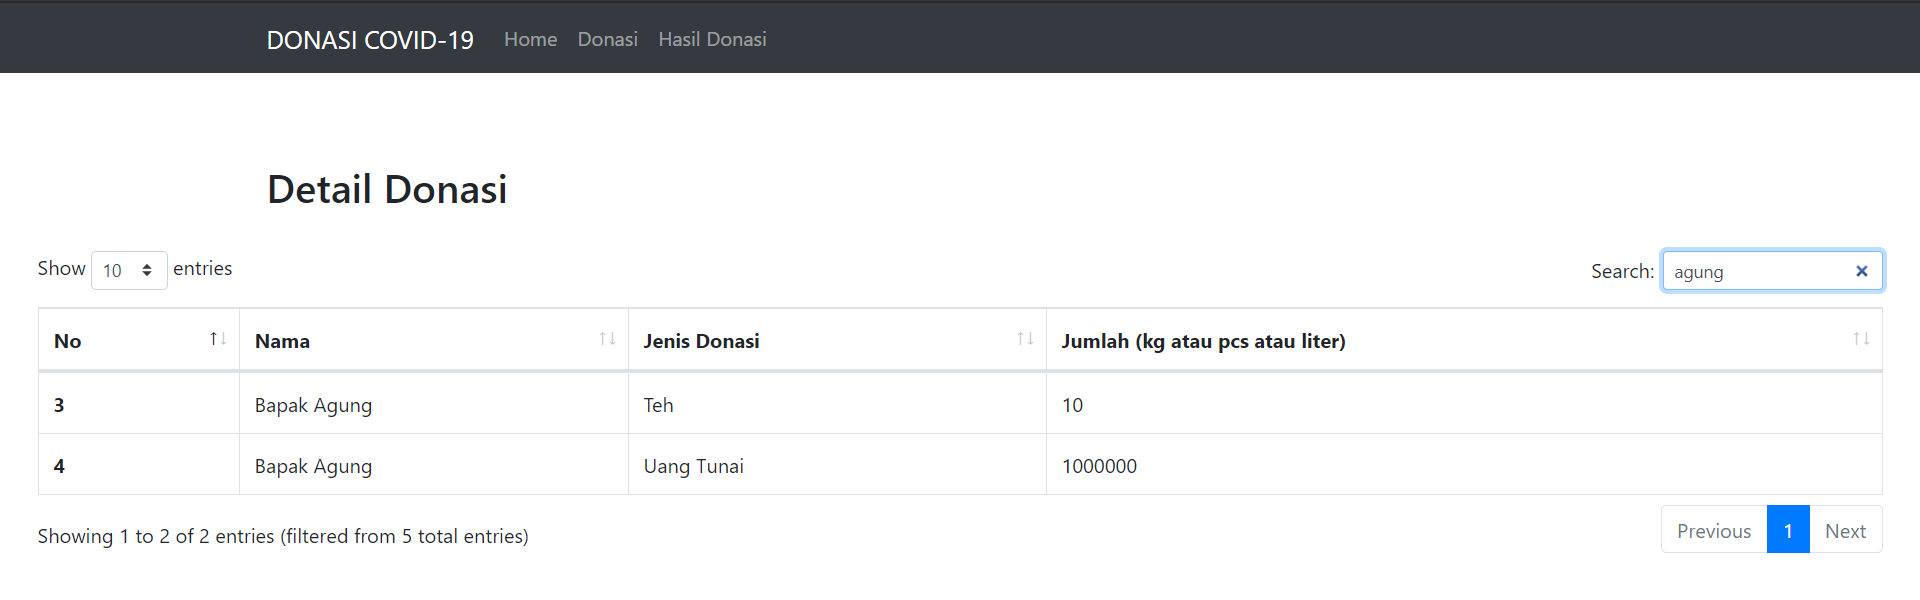 DONASI COVID-19 Home Donasi Hasil Donasi
Detail Donasi
Show 10 entries Search: agung
No Nama Jenis Donasi Jumlah (kg atau pcs atau liter)
3 Bapak Agung Teh 10
4 Bapak Agung Uang Tunai 1000000
Showing 1 to 2 of 2 entries (filtered from 5 total entries) Previous 1 Next